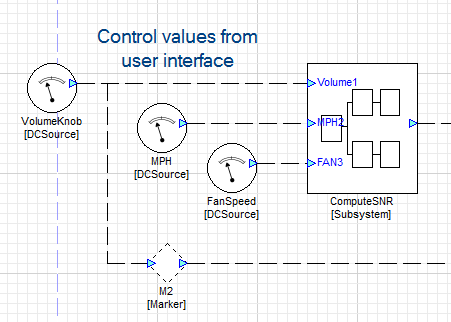 Control values from
user interface
VolumeKnob
[DCSource]
Volume1
MPH
[DCSource]
MPH2
FanSpeed
[DCSource]
FAN3
ComputeSNR
[Subsystem]
M2
[Marker]